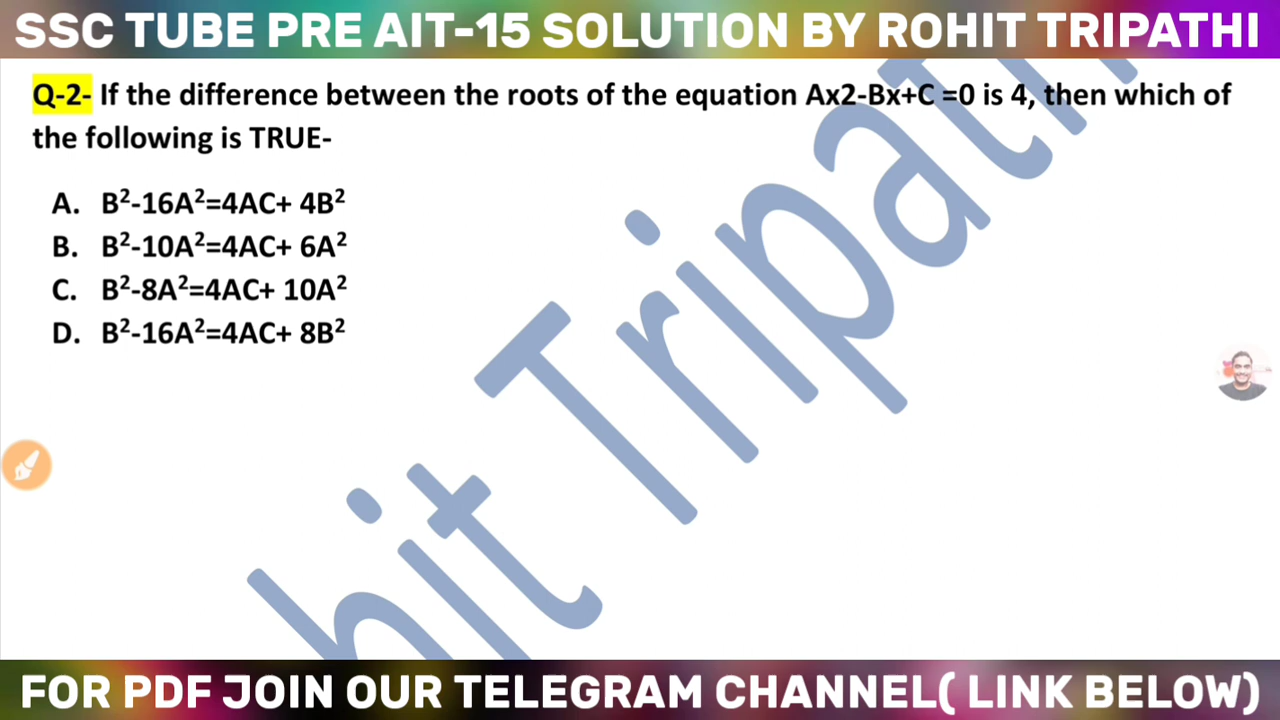 SSC TUBE PRE AIT-15 SOLUTION BY ROHIT TRIPATHI
Q-2- If the difference between the roots of the equation Ax2-Bx+C =0 is 4, then which of
the following is TRUE-
A. B²-16A²=4AC+ 4B²
B. B²-10A²=4AC+ 6A²
C. B²-8A²=4AC+ 10A²
D. B²-16A²=4AC+ 8B²
hit Tripathi
FOR PDF JOIN OUR TELEGRAM CHANNEL( LINK BELOW)